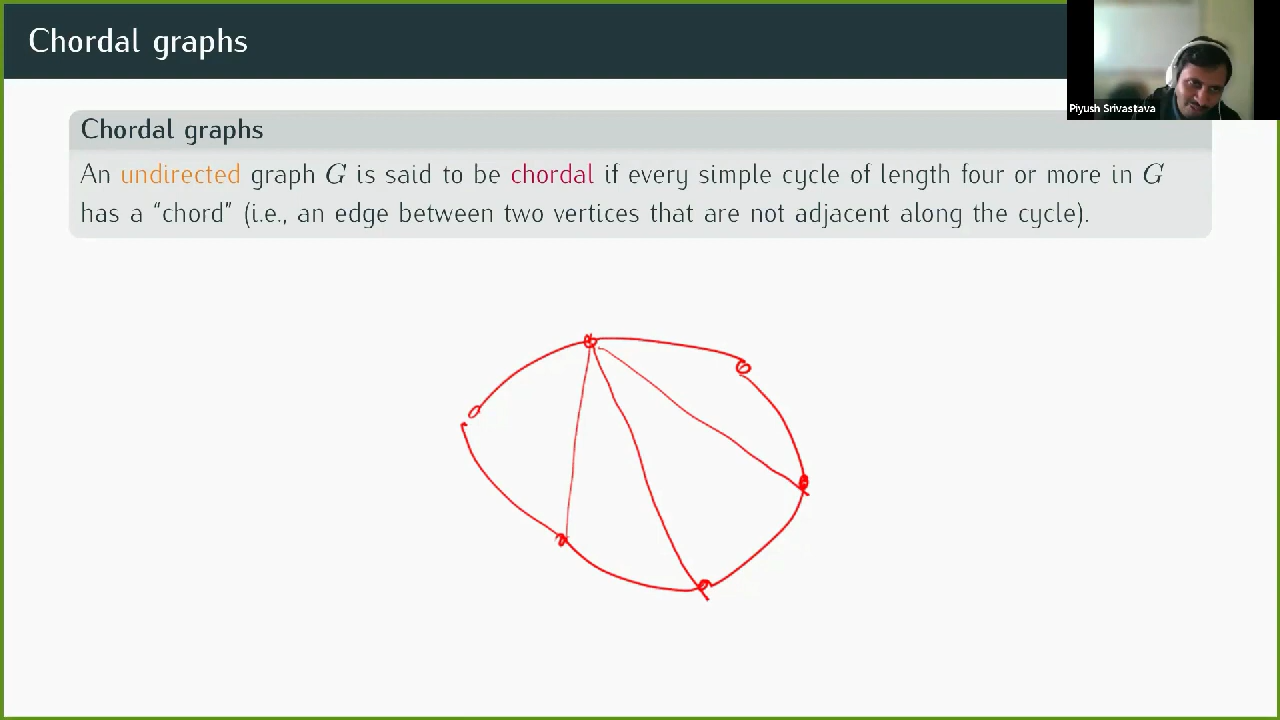 Chordal graphs
Piyush Srivastava
Chordal graphs
An undirected graph G is said to be chordal if every simple cycle of length four or more in G
has a “chord” (i.e., an edge between two vertices that are not adjacent along the cycle).